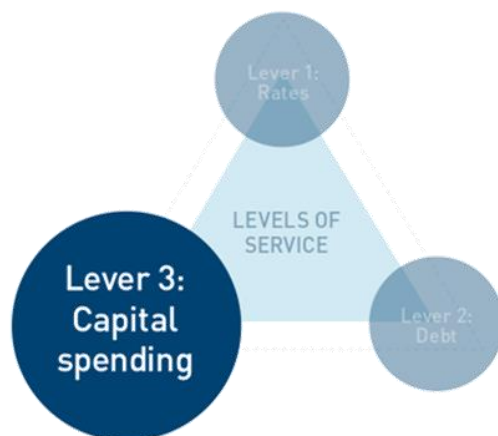 Lever 1:
Rates
LEVELS OF
SERVICE
Lever 3:
Capital
spending
Lever 2:
Debt